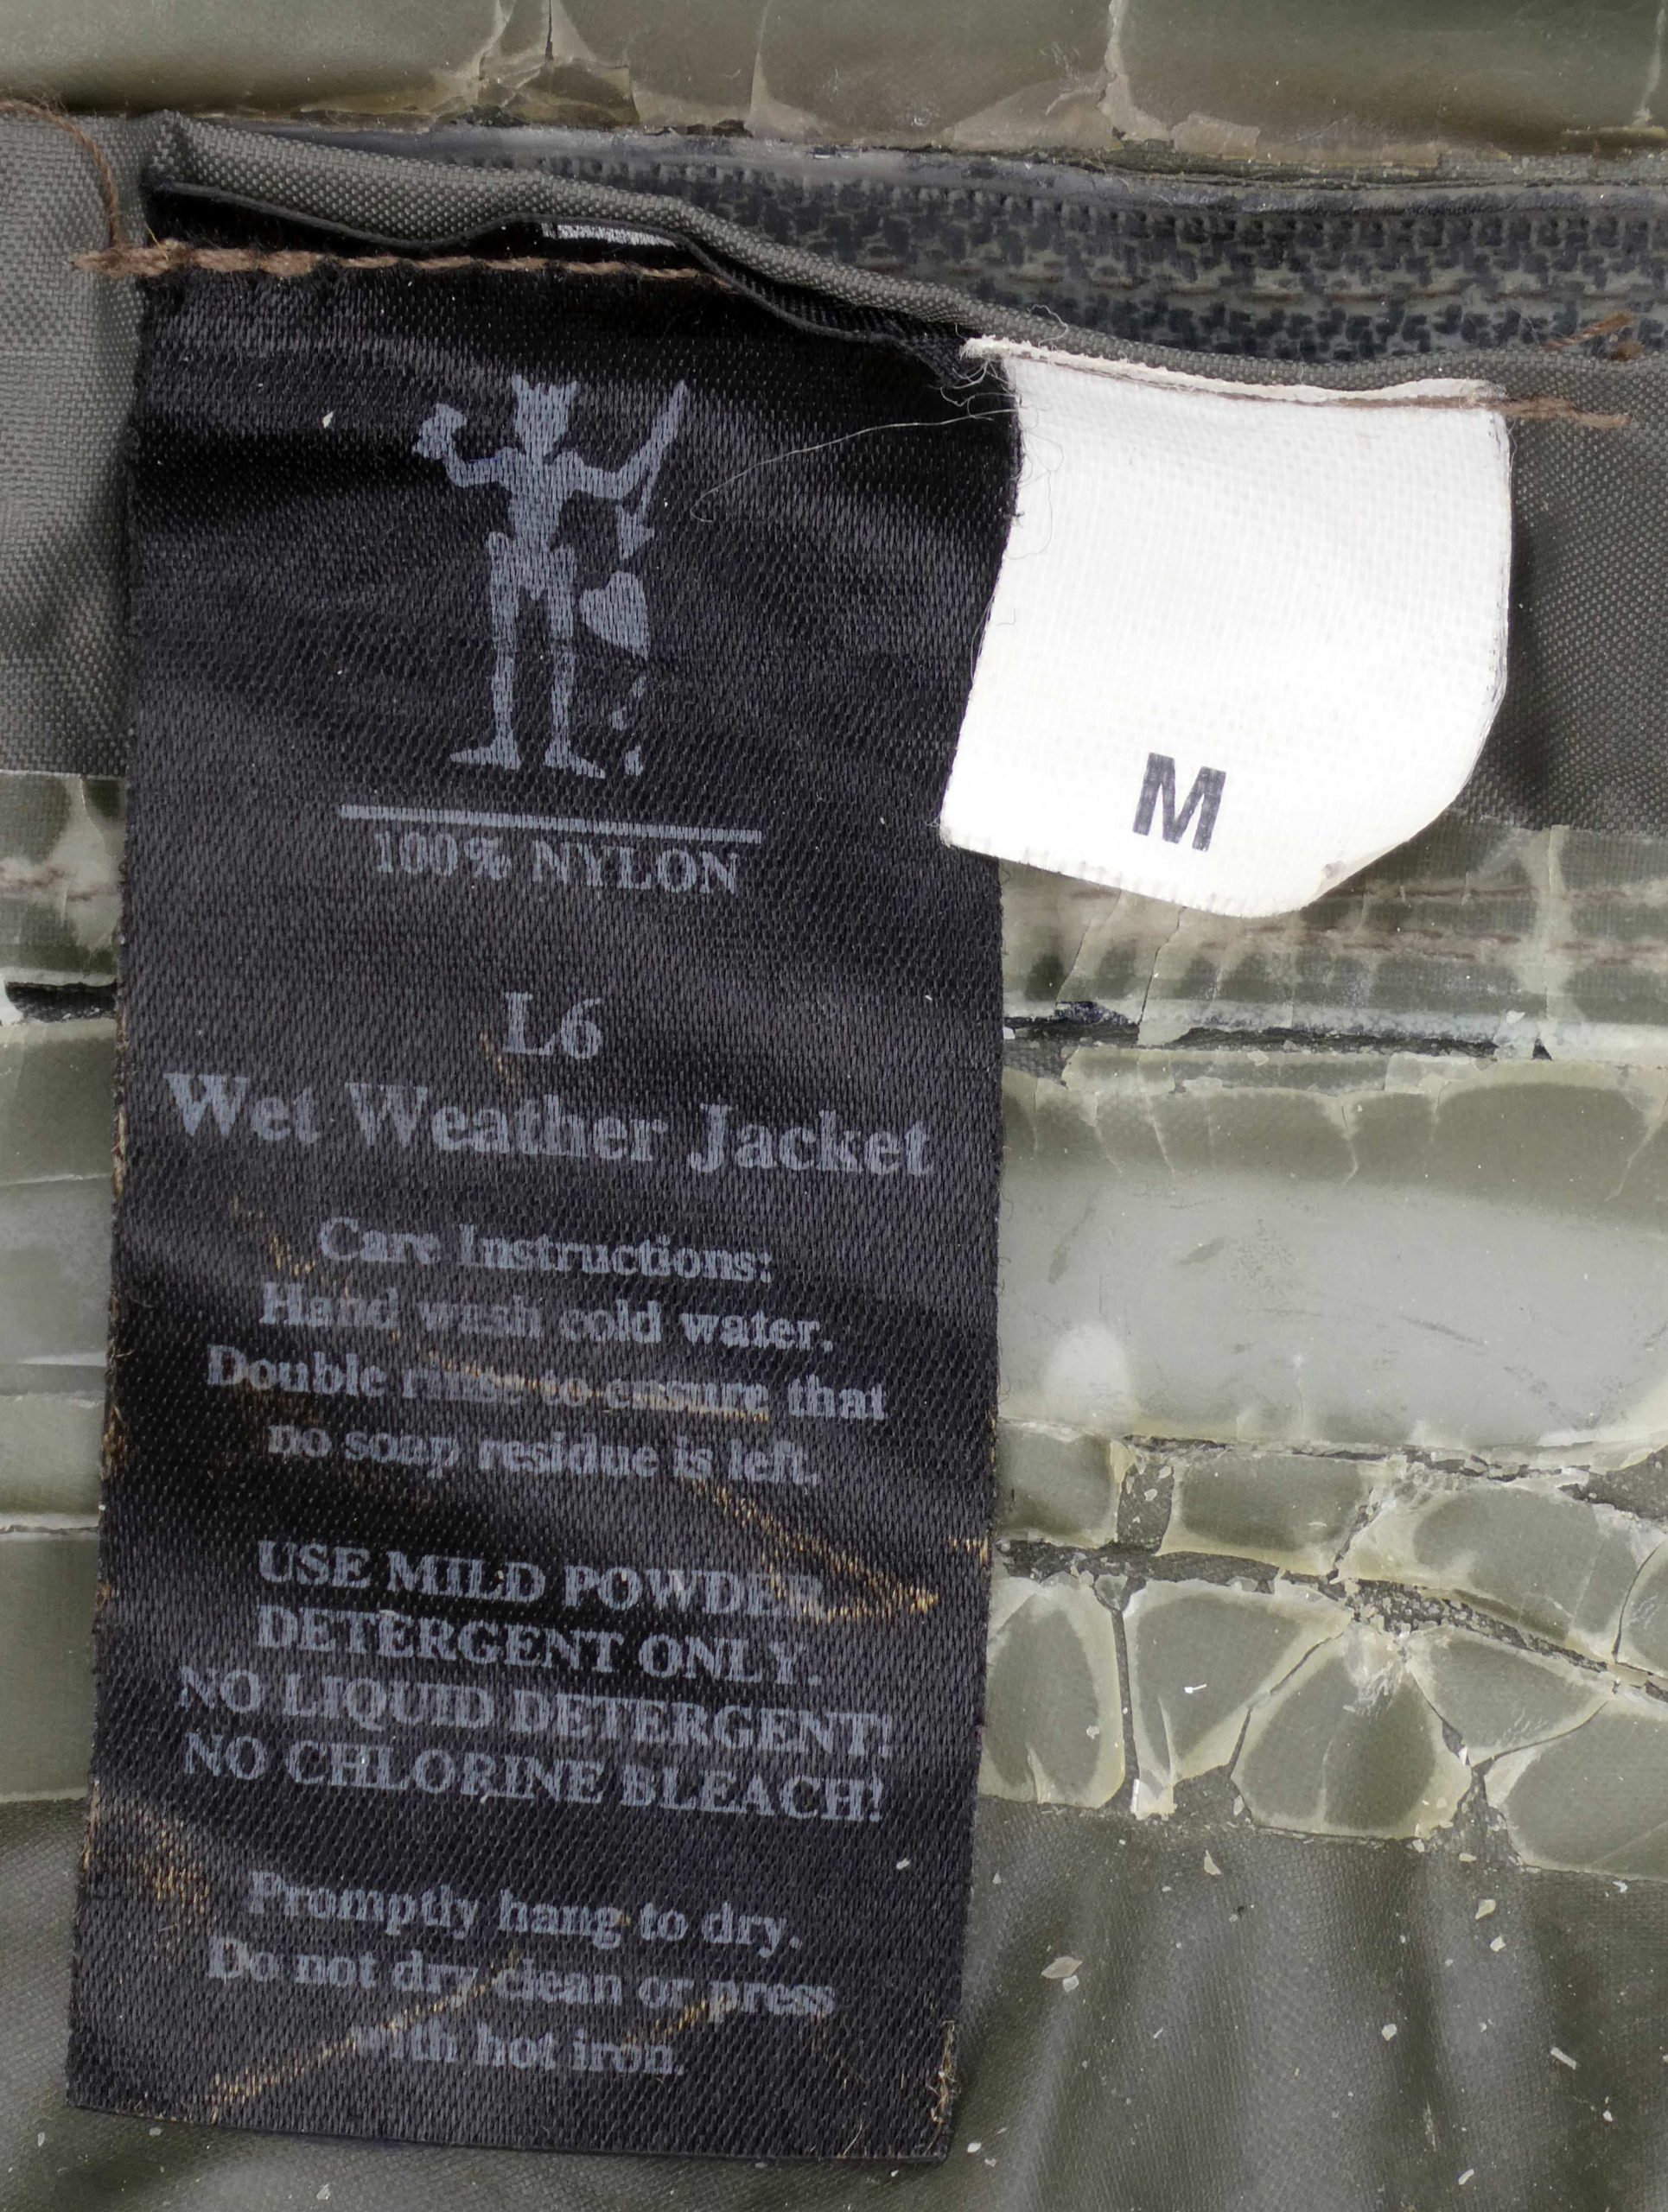 100% NYLON
M
L6
Wet Weather Jacket
Care Instructions:
Hand wash cold water.
Double rinse to ensure that
no soap residue is left.
USE MILD POWDER
DETERGENT ONLY.
NO LIQUID DETERGENT!
NO CHLORINE BLEACH!
Promptly hang to dry.
Do not dry clean or press
with hot iron.